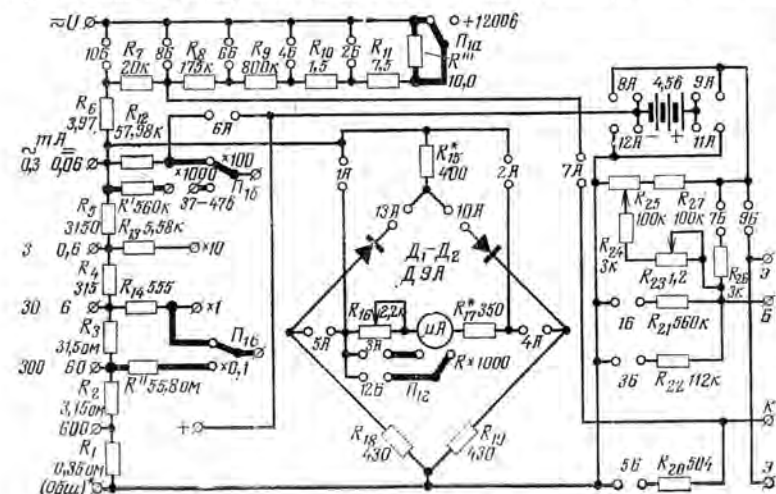 ≈U +1200б
10б R7 8б R8 6б R9 4б R10 2б R11 П1а
20к 175к 800к 1,5 7,5 R''' 10,0
R6 3,97
R12 57,98к 6А
≈mA
0,3 0,06 ×100
×1000 П1б
R'560к 37-47б
R5 3150 R13 5,58к
3 0,6 ×10
R4 315 R14 555
30 6 ×1
R3 31,5ом П1б
300 60 R''55,8ом ×0,1
R2 3,15ом
600 +
R1 0,35ом
(Общ)*
R15* 400
1А 2А 7А
13А 10А
Д1-Д2
Д9А
R16 2,2к μA R17* 350
5А 3А 4А
R×1000
12б П1г
R18 430 R19 430
8А 4,5б 9А
− +
12А 11А
R25 100к R27 100к
7б 9б
R24 3к R23 1,2 R26 3к
Э
1б R21 560к Б
3б R22 112к
К
5б R20 504 Э